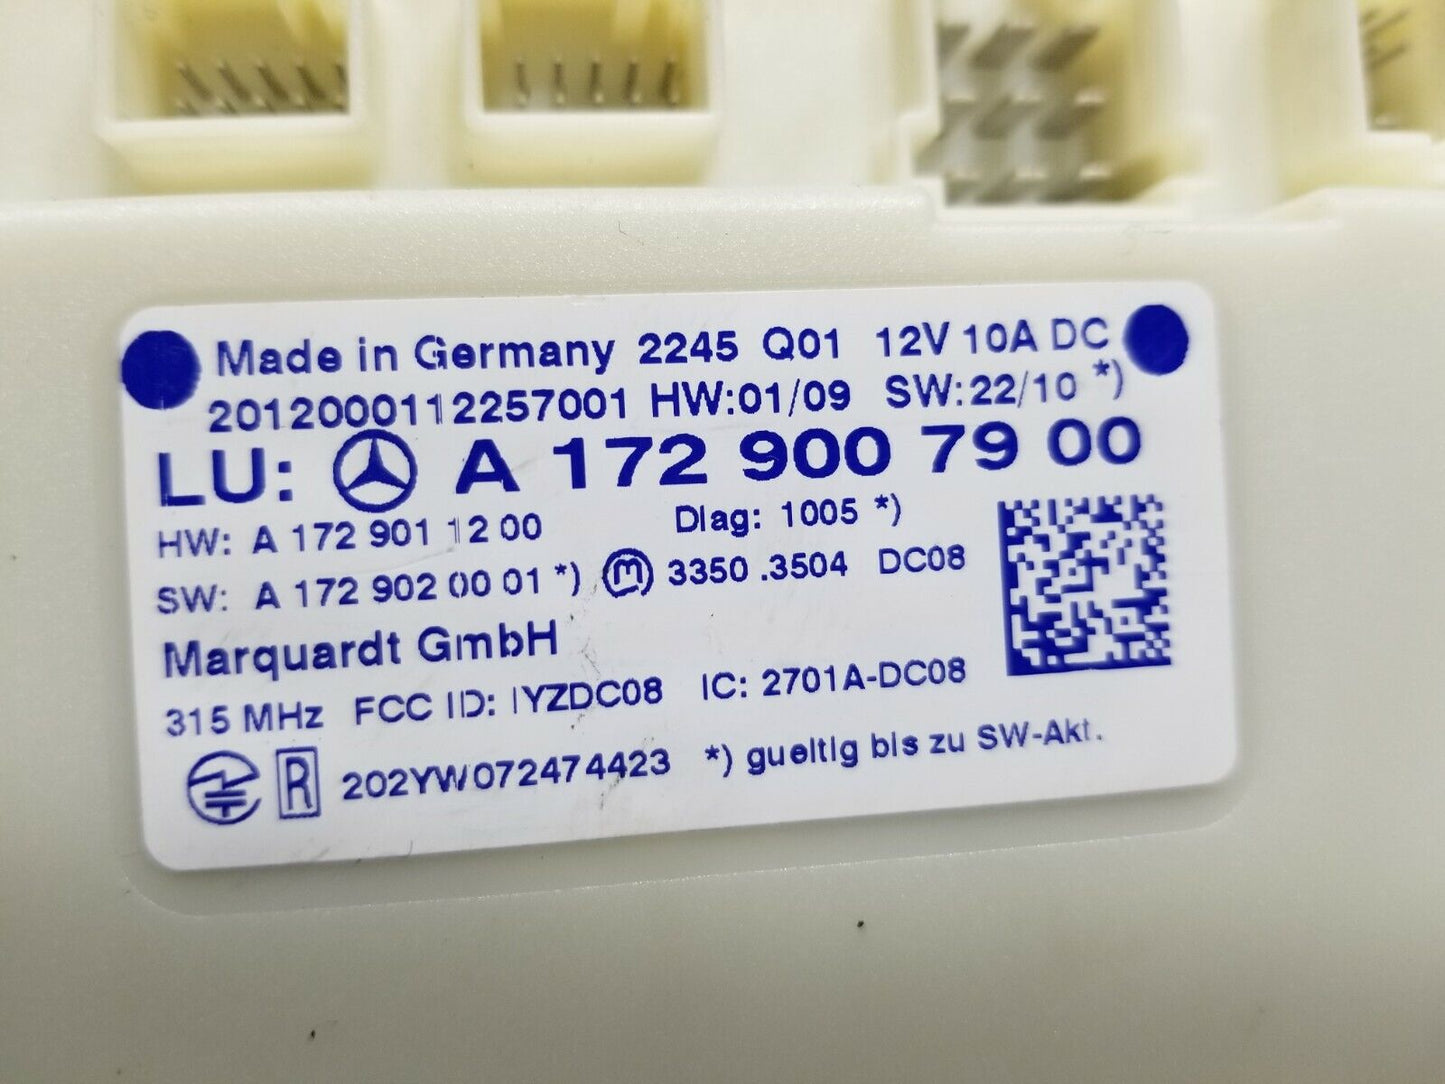 Made in Germany 2245 Q01 12V 10A DC
2012000112257001 HW:01/09 SW:22/10 *)
LU: A 172 900 79 00
HW: A 172 901 12 00 Diag: 1005 *)
SW: A 172 902 00 01 *) M 3350 .3504 DC08
Marquardt GmbH
315 MHz FCC ID: IYZDC08 IC: 2701A-DC08
R 202YW072474423 *) gueltig bis zu SW-Akt.